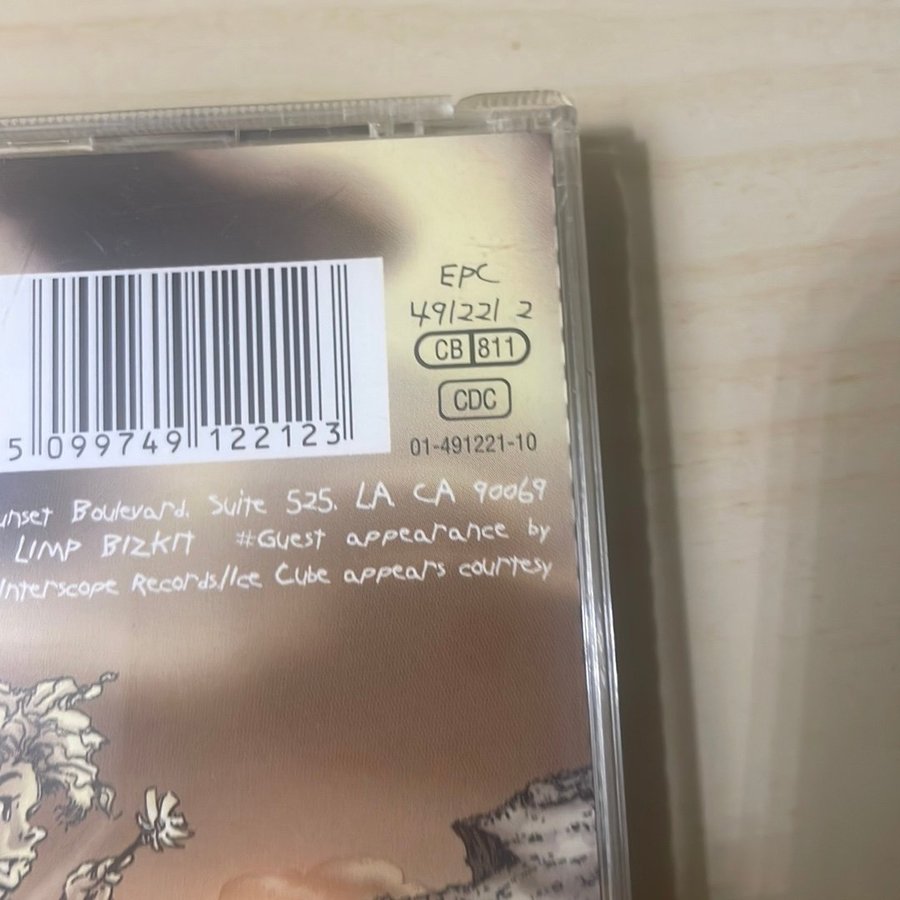 EPC
491221 2
CB 811
CDC
01-491221-10
5 099749 122123
Boulevard. Suite 525. LA CA 90069
LIMP BIZKIT #Guest appearance by
Interscope Records/Ice Cube appears courtesy